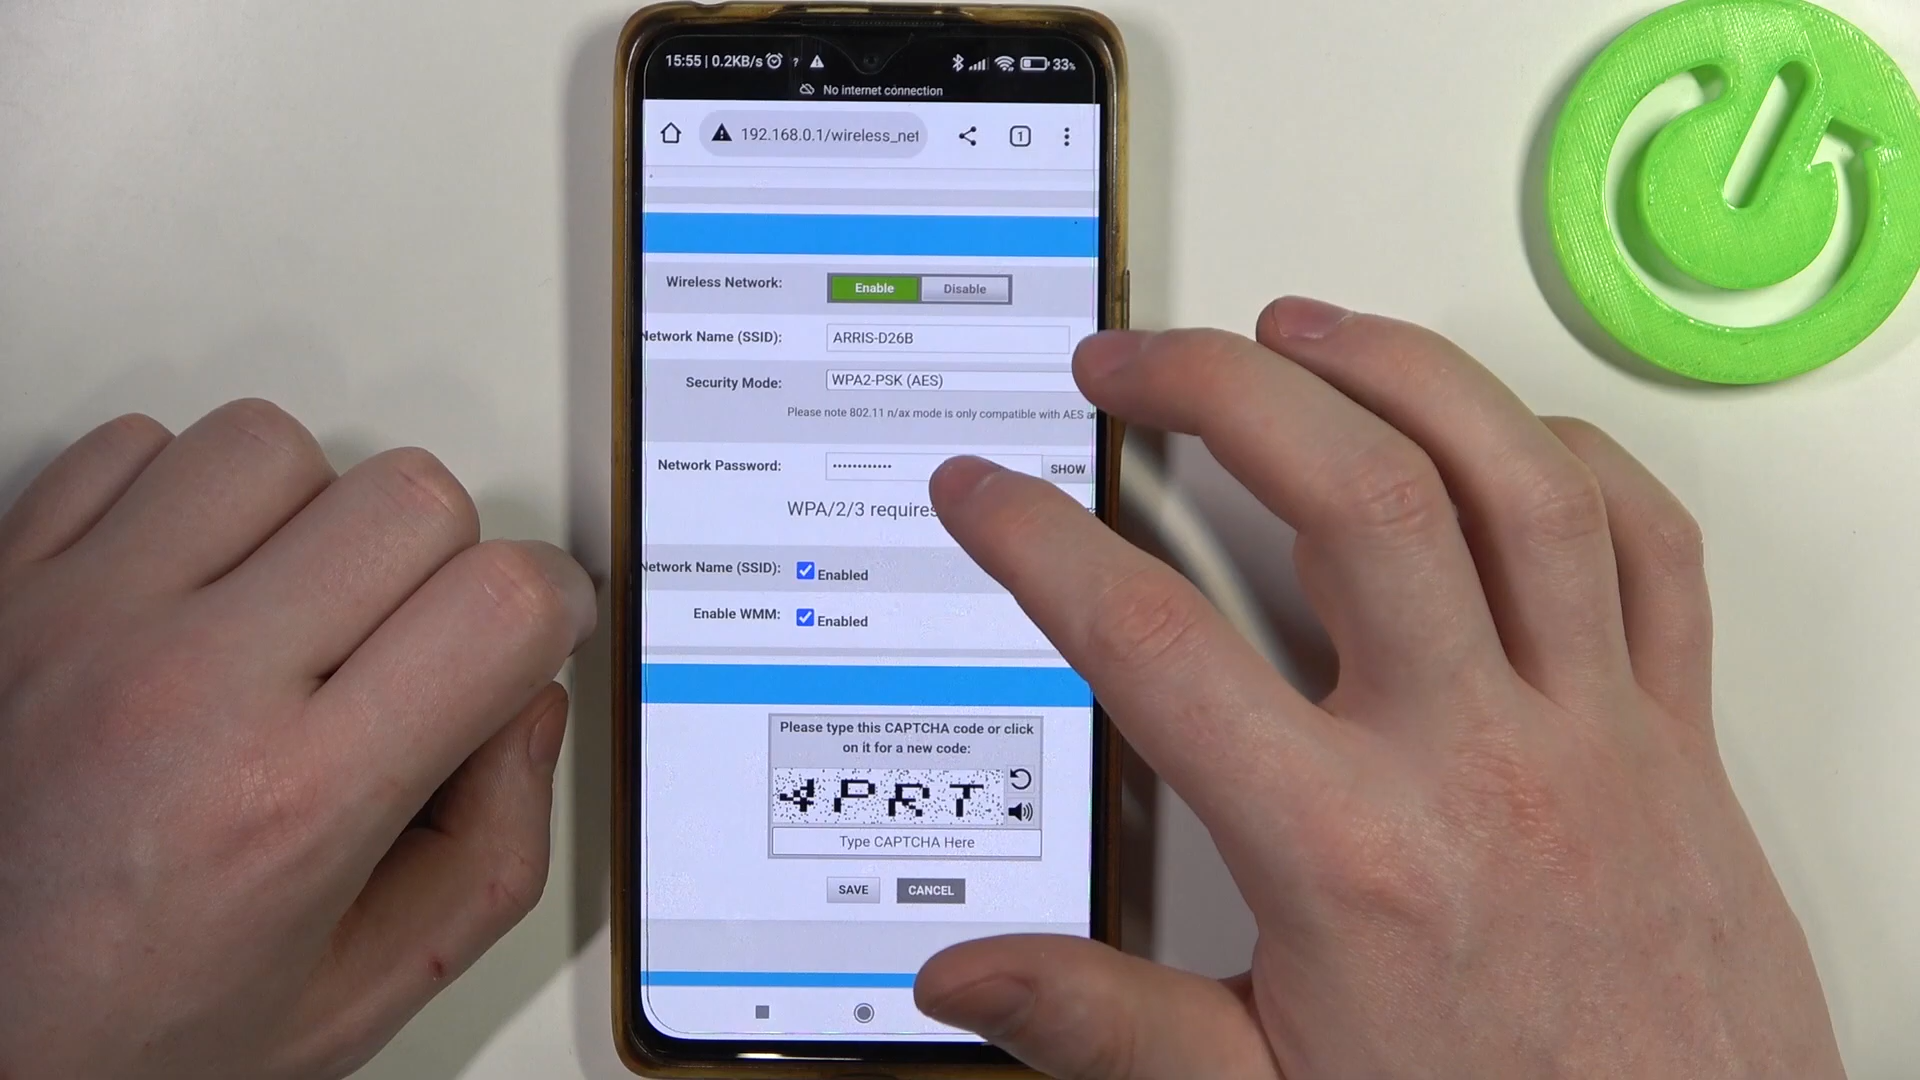 15:55 | 0.2KB/s ? 33%
No internet connection
192.168.0.1/wireless_net
1
Wireless Network: Enable Disable
Network Name (SSID): ARRIS-D26B
Security Mode: WPA2-PSK (AES)
Please note 802.11 n/ax mode is only compatible with AES
Network Password: •••••••••••• SHOW
WPA/2/3 requires
Network Name (SSID): Enabled
Enable WMM: Enabled
Please type this CAPTCHA code or click
on it for a new code:
4PRT
Type CAPTCHA Here
SAVE CANCEL